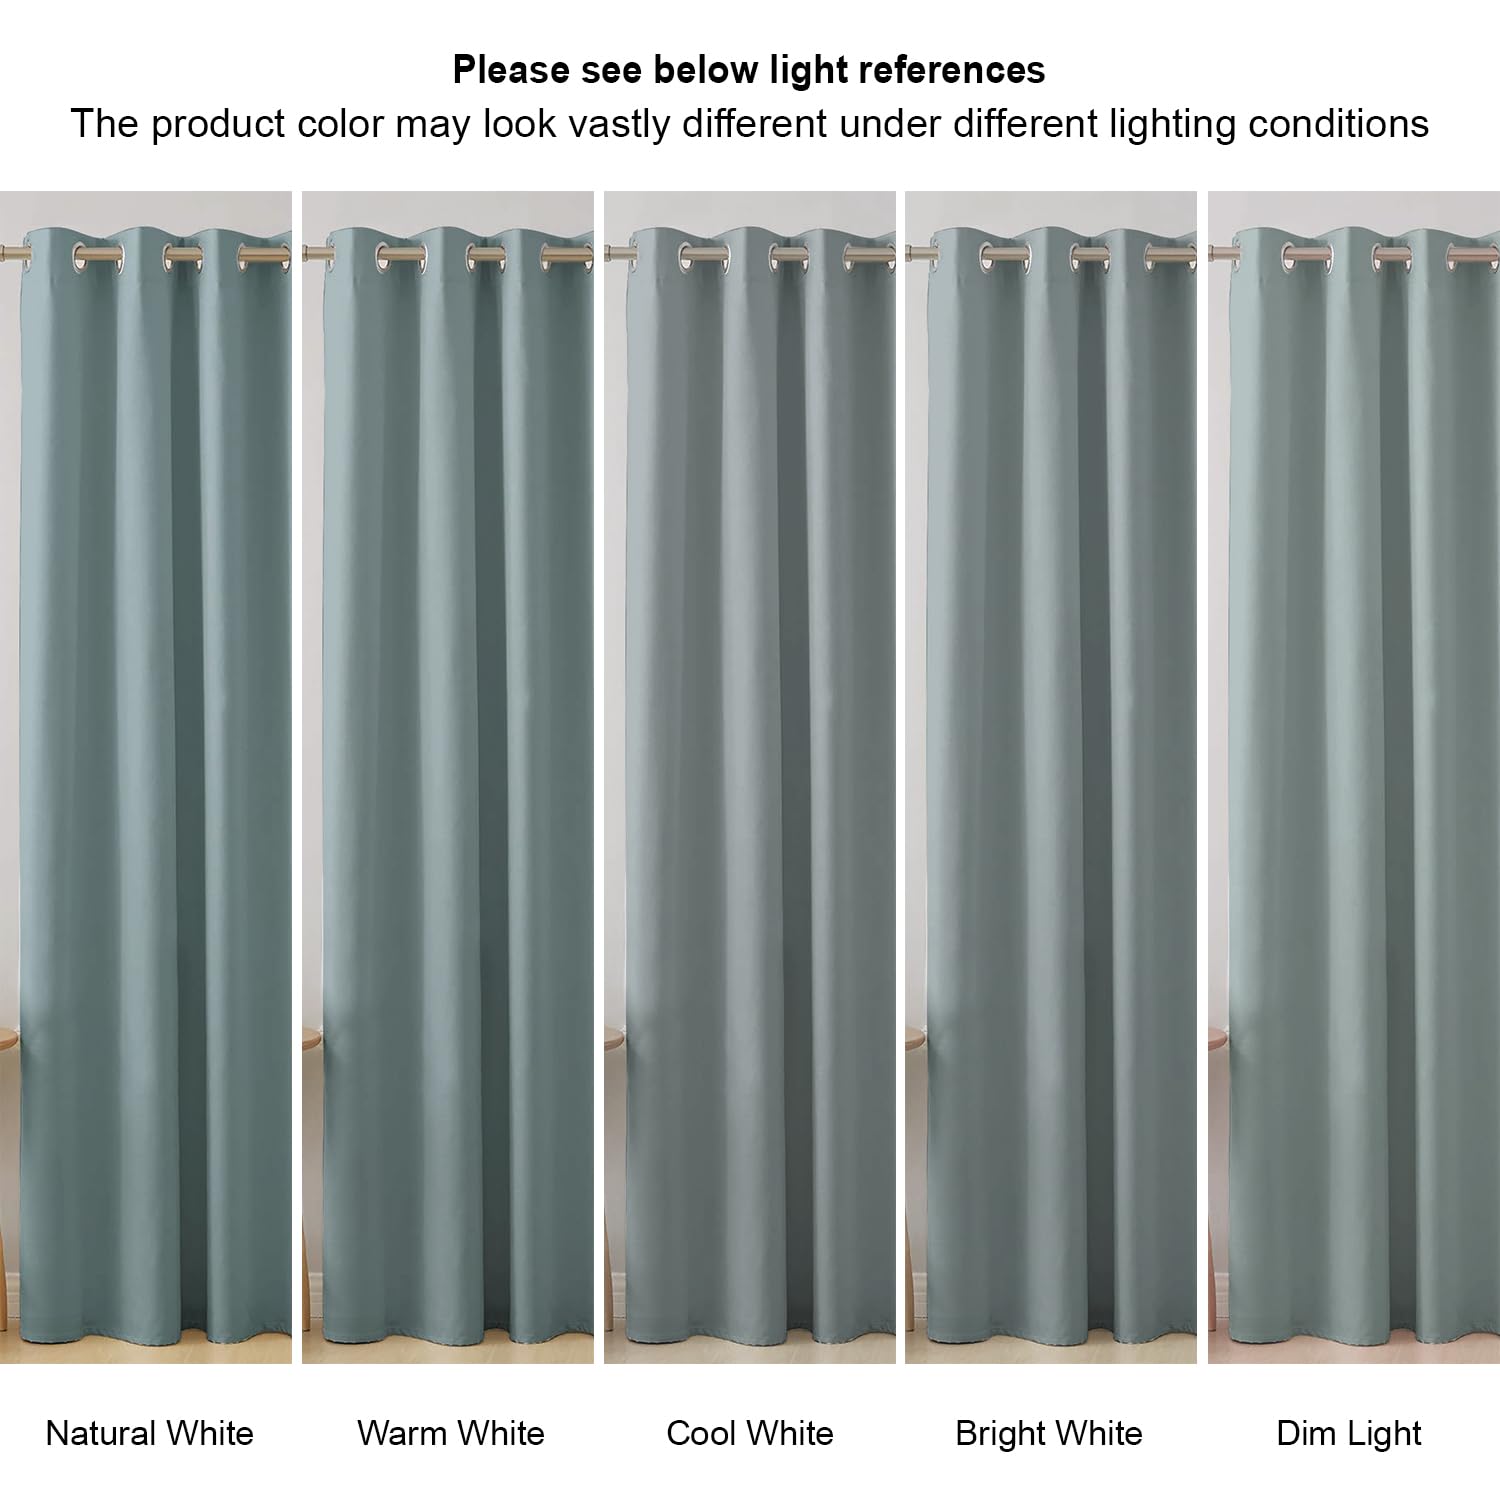 Please see below light references
The product color may look vastly different under different lighting conditions
Natural White
Warm White
Cool White
Bright White
Dim Light